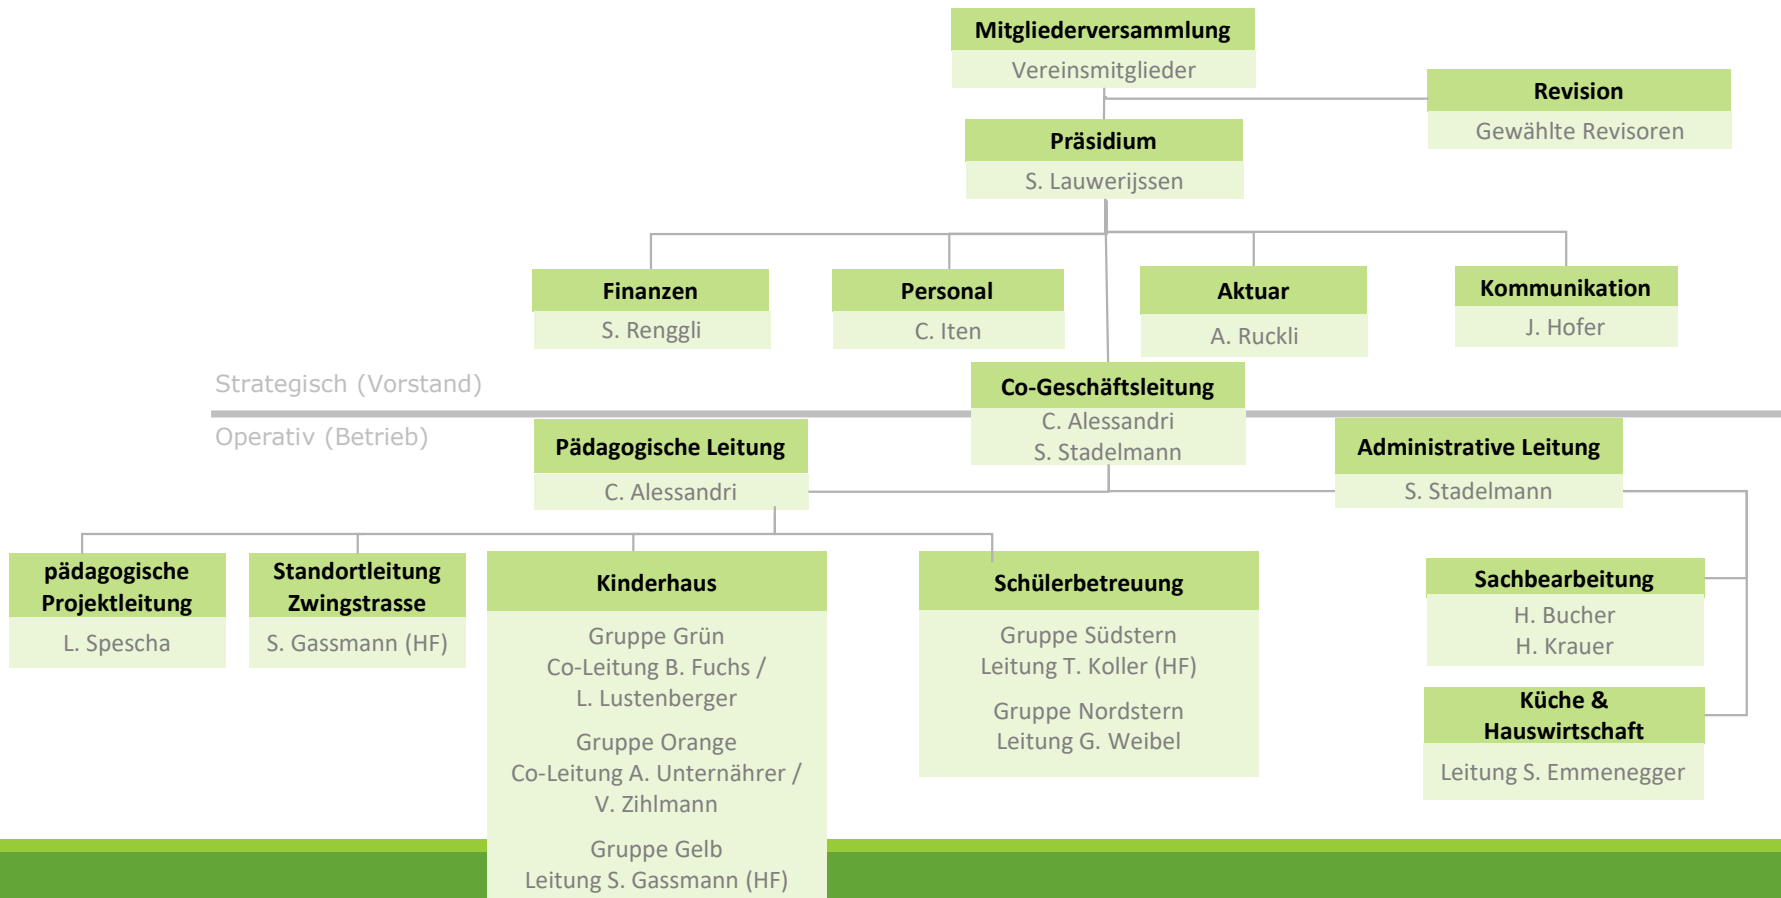 Mitgliederversammlung
Vereinsmitglieder
Revision
Gewählte Revisoren
Präsidium
S. Lauwerijssen
Finanzen
S. Renggli
Personal
C. Iten
Aktuar
A. Ruckli
Kommunikation
J. Hofer
Strategisch (Vorstand)
Co-Geschäftsleitung
C. Alessandri
S. Stadelmann
Operativ (Betrieb)
Pädagogische Leitung
C. Alessandri
Administrative Leitung
S. Stadelmann
pädagogische
Projektleitung
L. Spescha
Standortleitung
Zwingstrasse
S. Gassmann (HF)
Kinderhaus
Gruppe Grün
Co-Leitung B. Fuchs /
L. Lustenberger
Gruppe Orange
Co-Leitung A. Unternährer /
V. Zihlmann
Gruppe Gelb
Leitung S. Gassmann (HF)
Schülerbetreuung
Gruppe Südstern
Leitung T. Koller (HF)
Gruppe Nordstern
Leitung G. Weibel
Sachbearbeitung
H. Bucher
H. Krauer
Küche &
Hauswirtschaft
Leitung S. Emmenegger